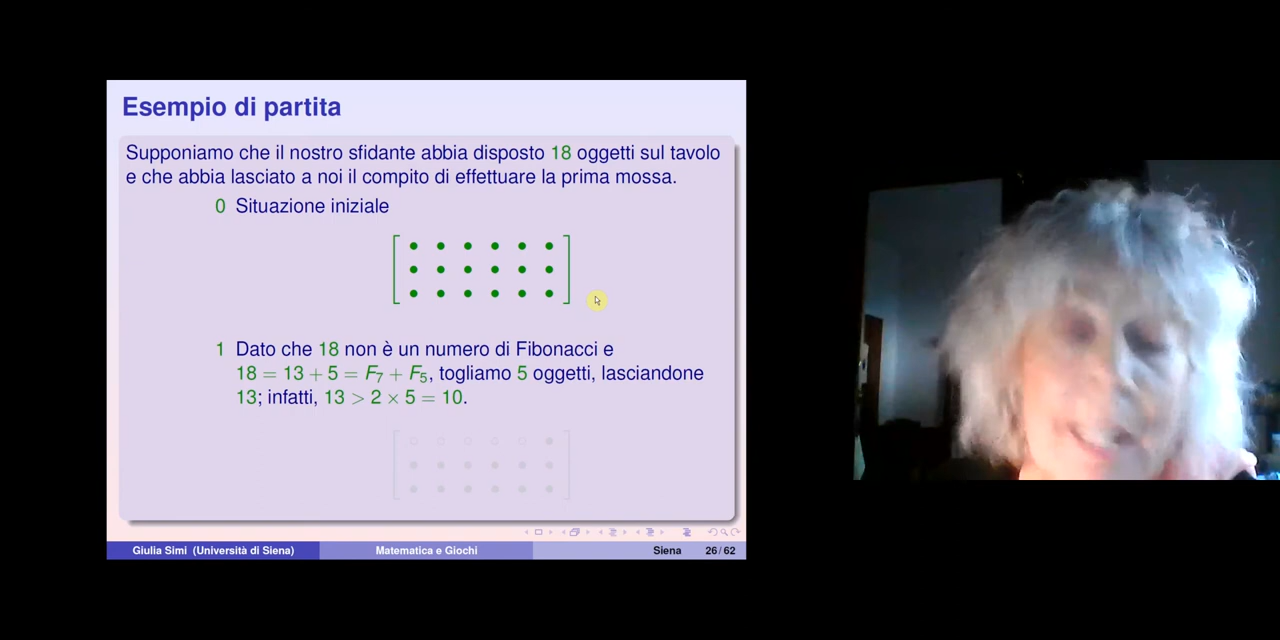 Esempio di partita
Supponiamo che il nostro sfidante abbia disposto 18 oggetti sul tavolo
e che abbia lasciato a noi il compito di effettuare la prima mossa.
0 Situazione iniziale
1 Dato che 18 non è un numero di Fibonacci e
18 = 13 + 5 = F₇ + F₅, togliamo 5 oggetti, lasciandone
13; infatti, 13 > 2 × 5 = 10.
Giulia Simi (Università di Siena) Matematica e Giochi Siena 26 / 62